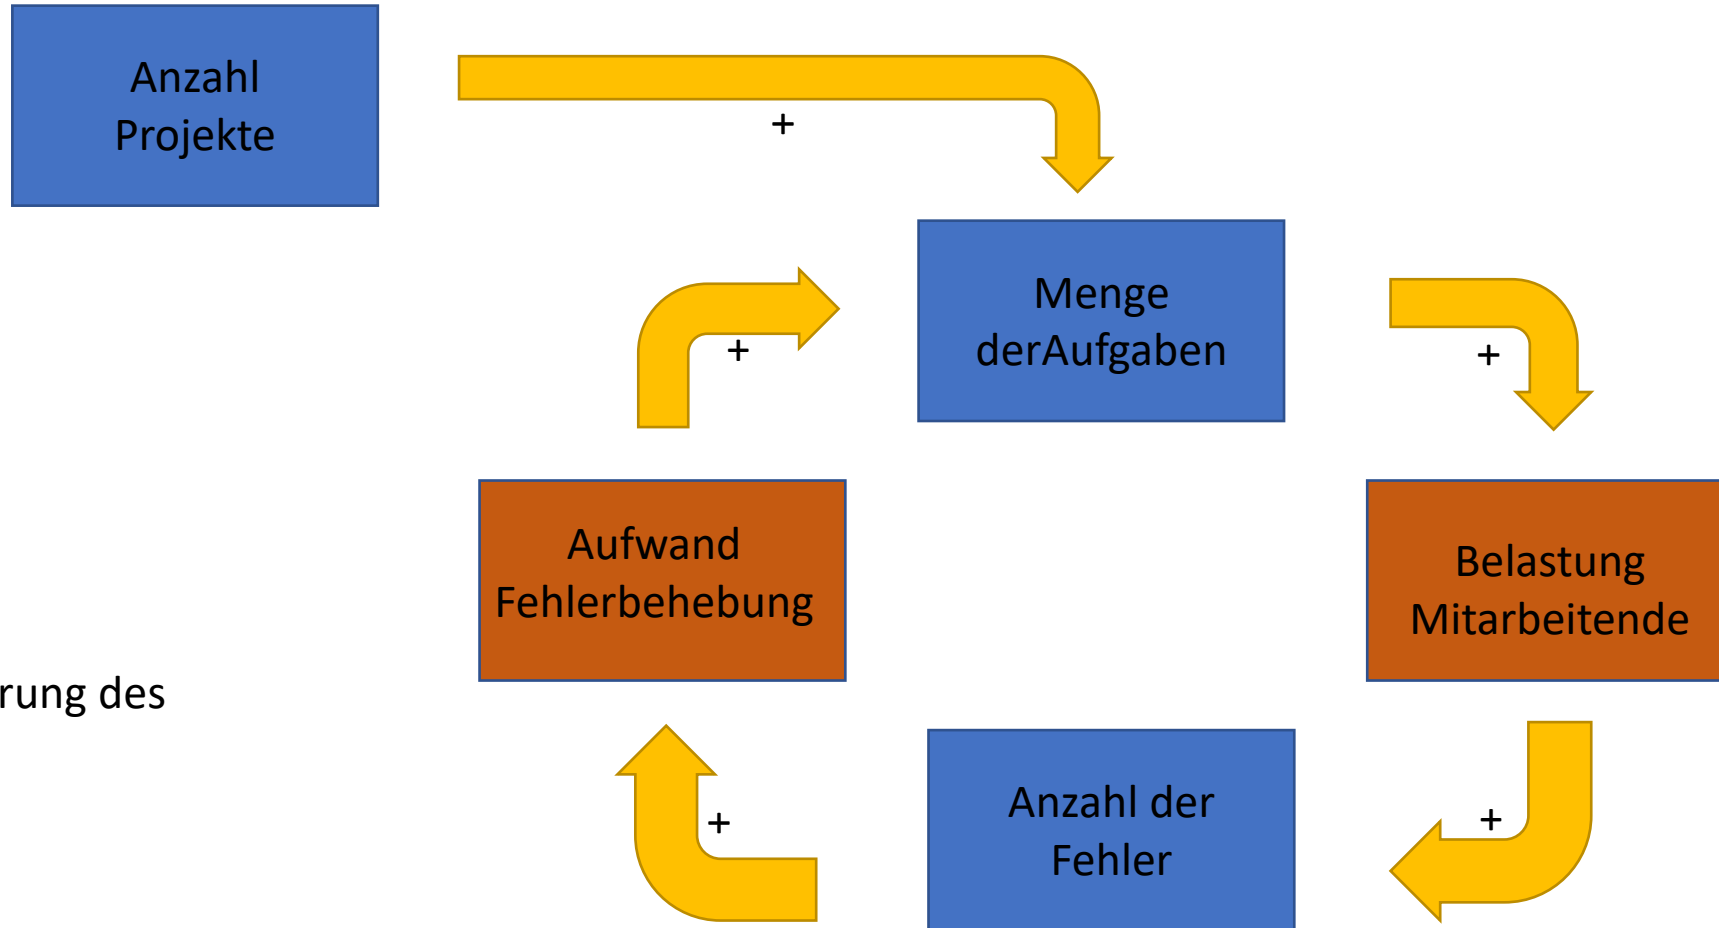 Anzahl
Projekte
+
Menge
derAufgaben
+
+
Aufwand
Fehlerbehebung
Belastung
Mitarbeitende
rung des
Anzahl der
Fehler
+
+